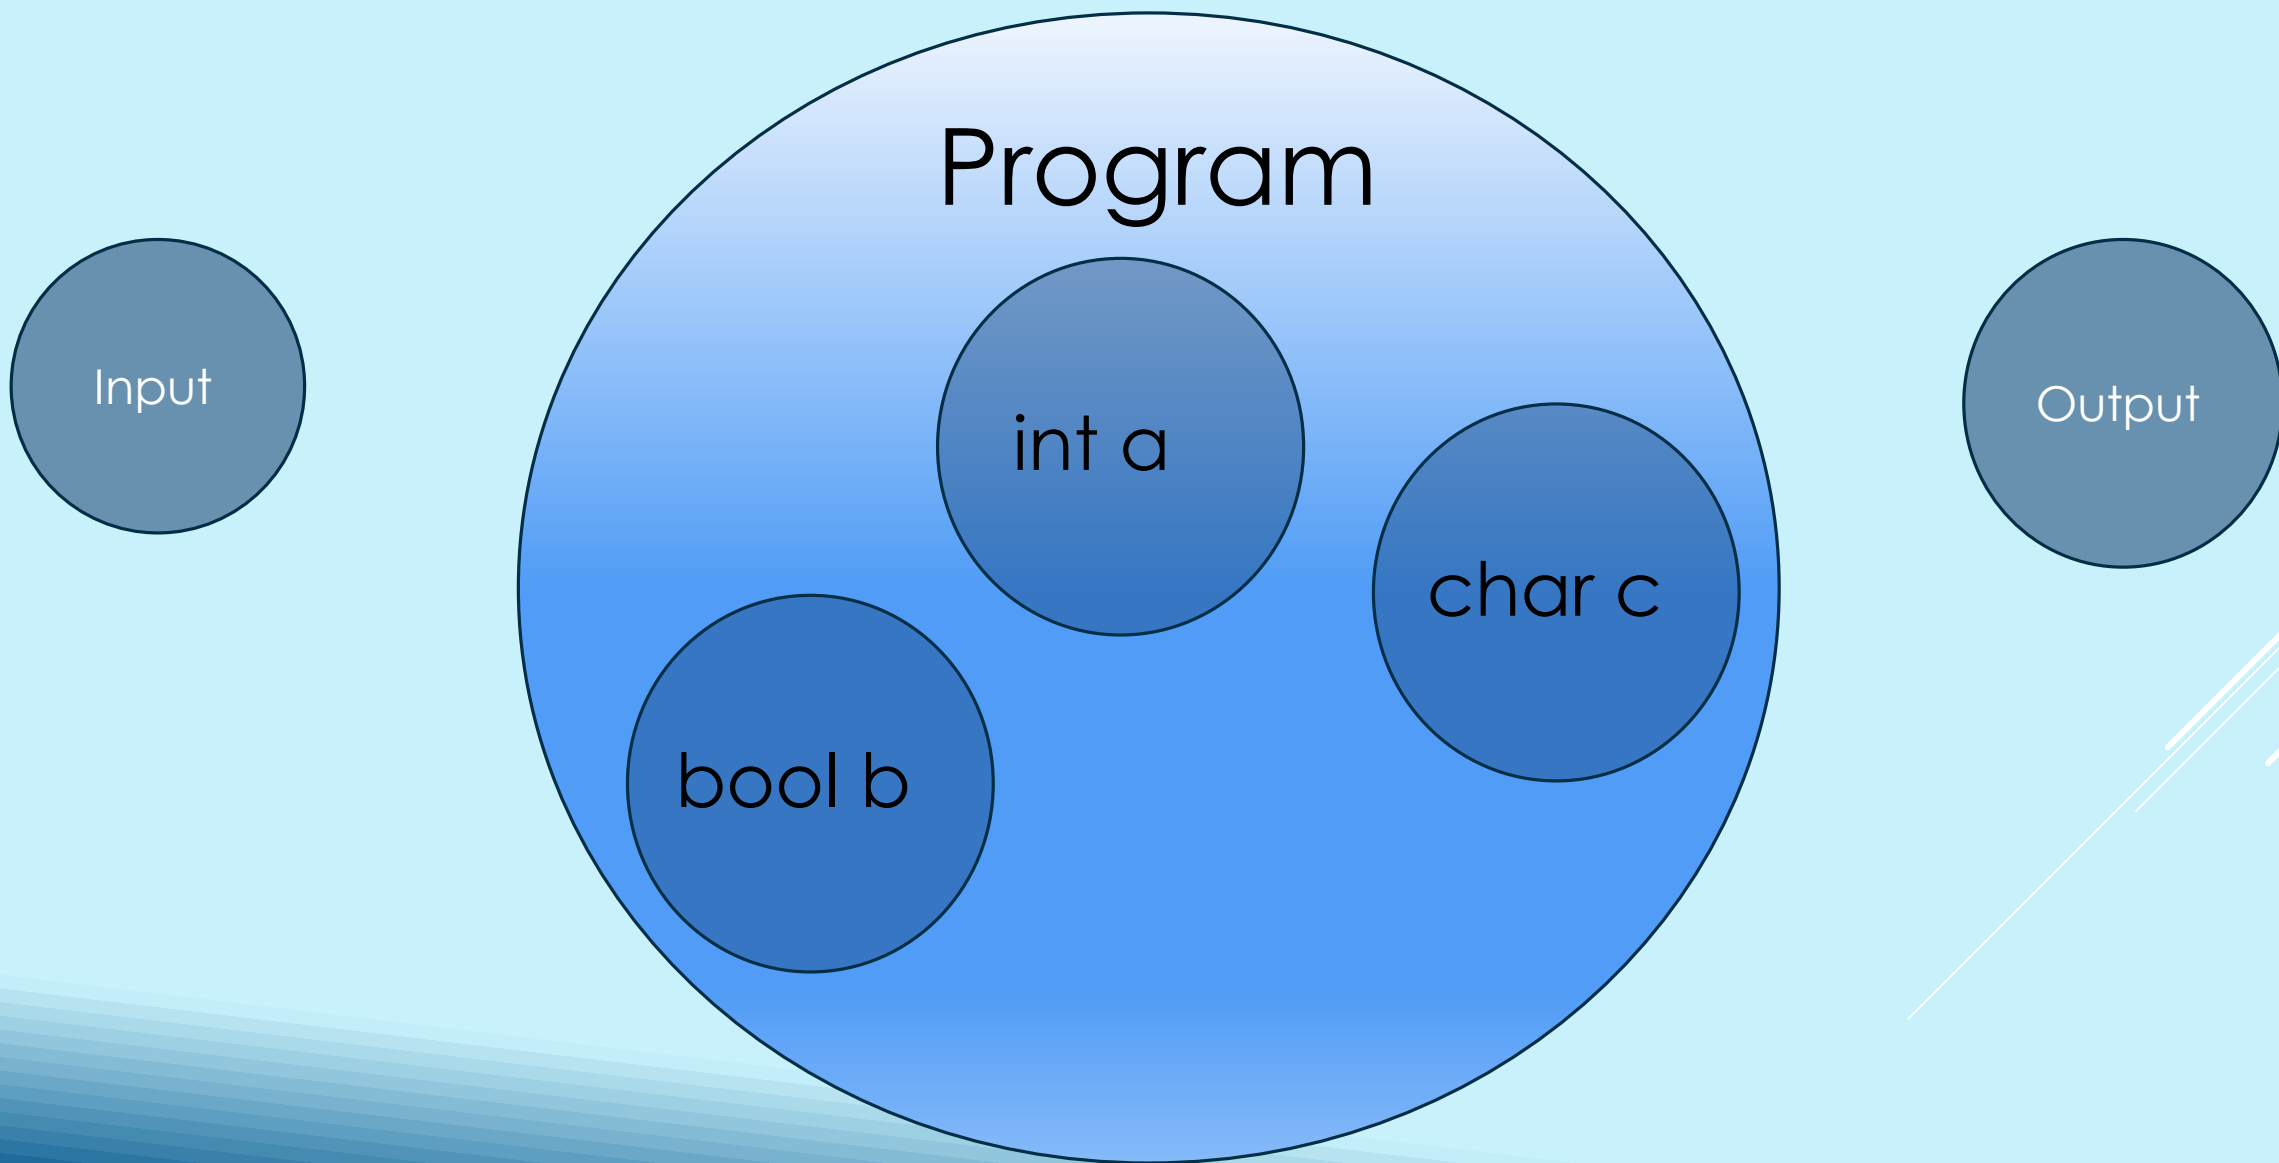 Program
Input
int a
Output
char c
bool b